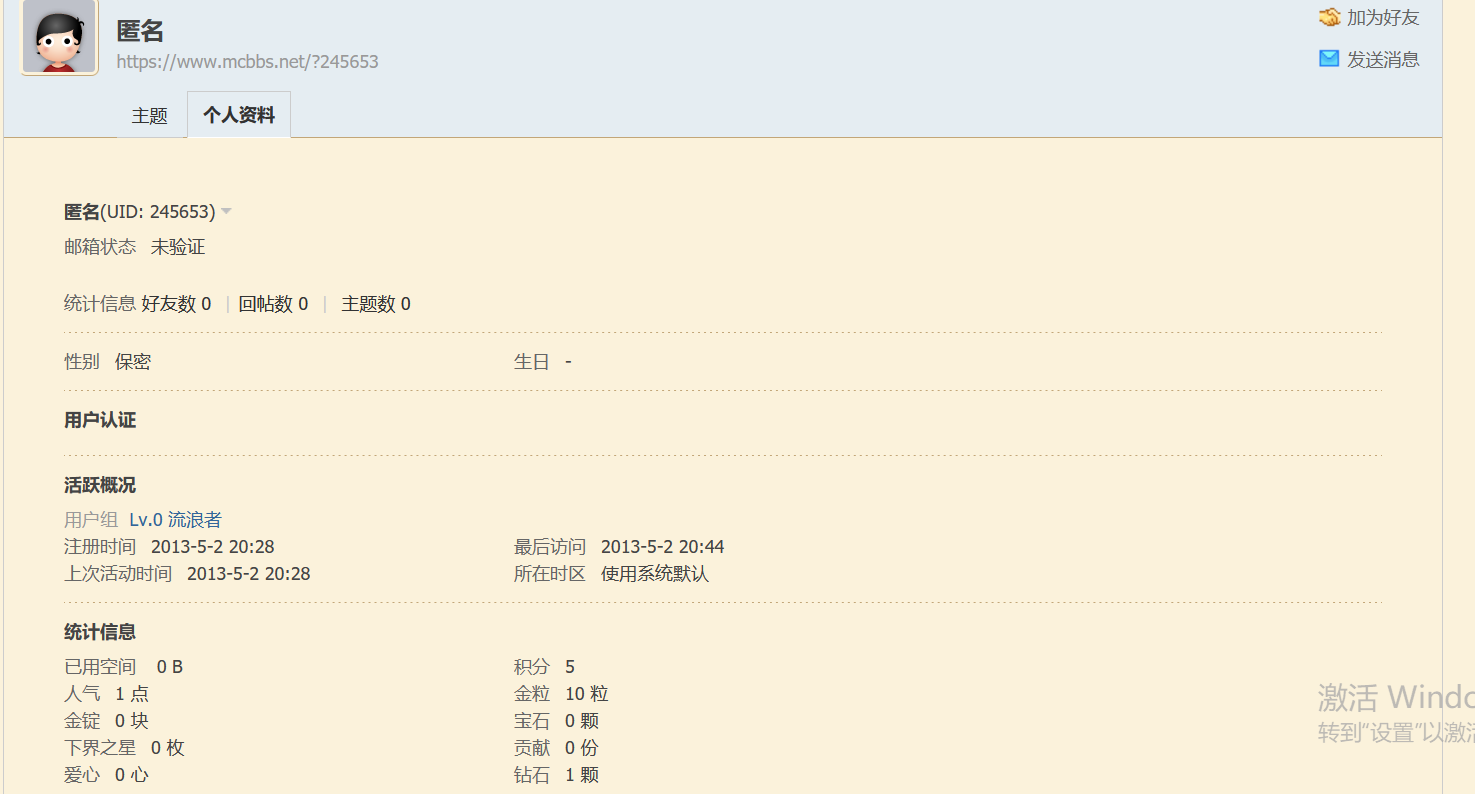 匿名
https://www.mcbbs.net/?245653
加为好友
发送消息
主题 个人资料
匿名(UID: 245653)
邮箱状态 未验证
统计信息 好友数 0 | 回帖数 0 | 主题数 0
性别 保密 生日 -
用户认证
活跃概况
用户组 Lv.0 流浪者
注册时间 2013-5-2 20:28 最后访问 2013-5-2 20:44
上次活动时间 2013-5-2 20:28 所在时区 使用系统默认
统计信息
已用空间 0 B 积分 5
人气 1 点 金粒 10 粒
金锭 0 块 宝石 0 颗
下界之星 0 枚 贡献 0 份
爱心 0 心 钻石 1 颗
激活 Windo
转到“设置”以激活